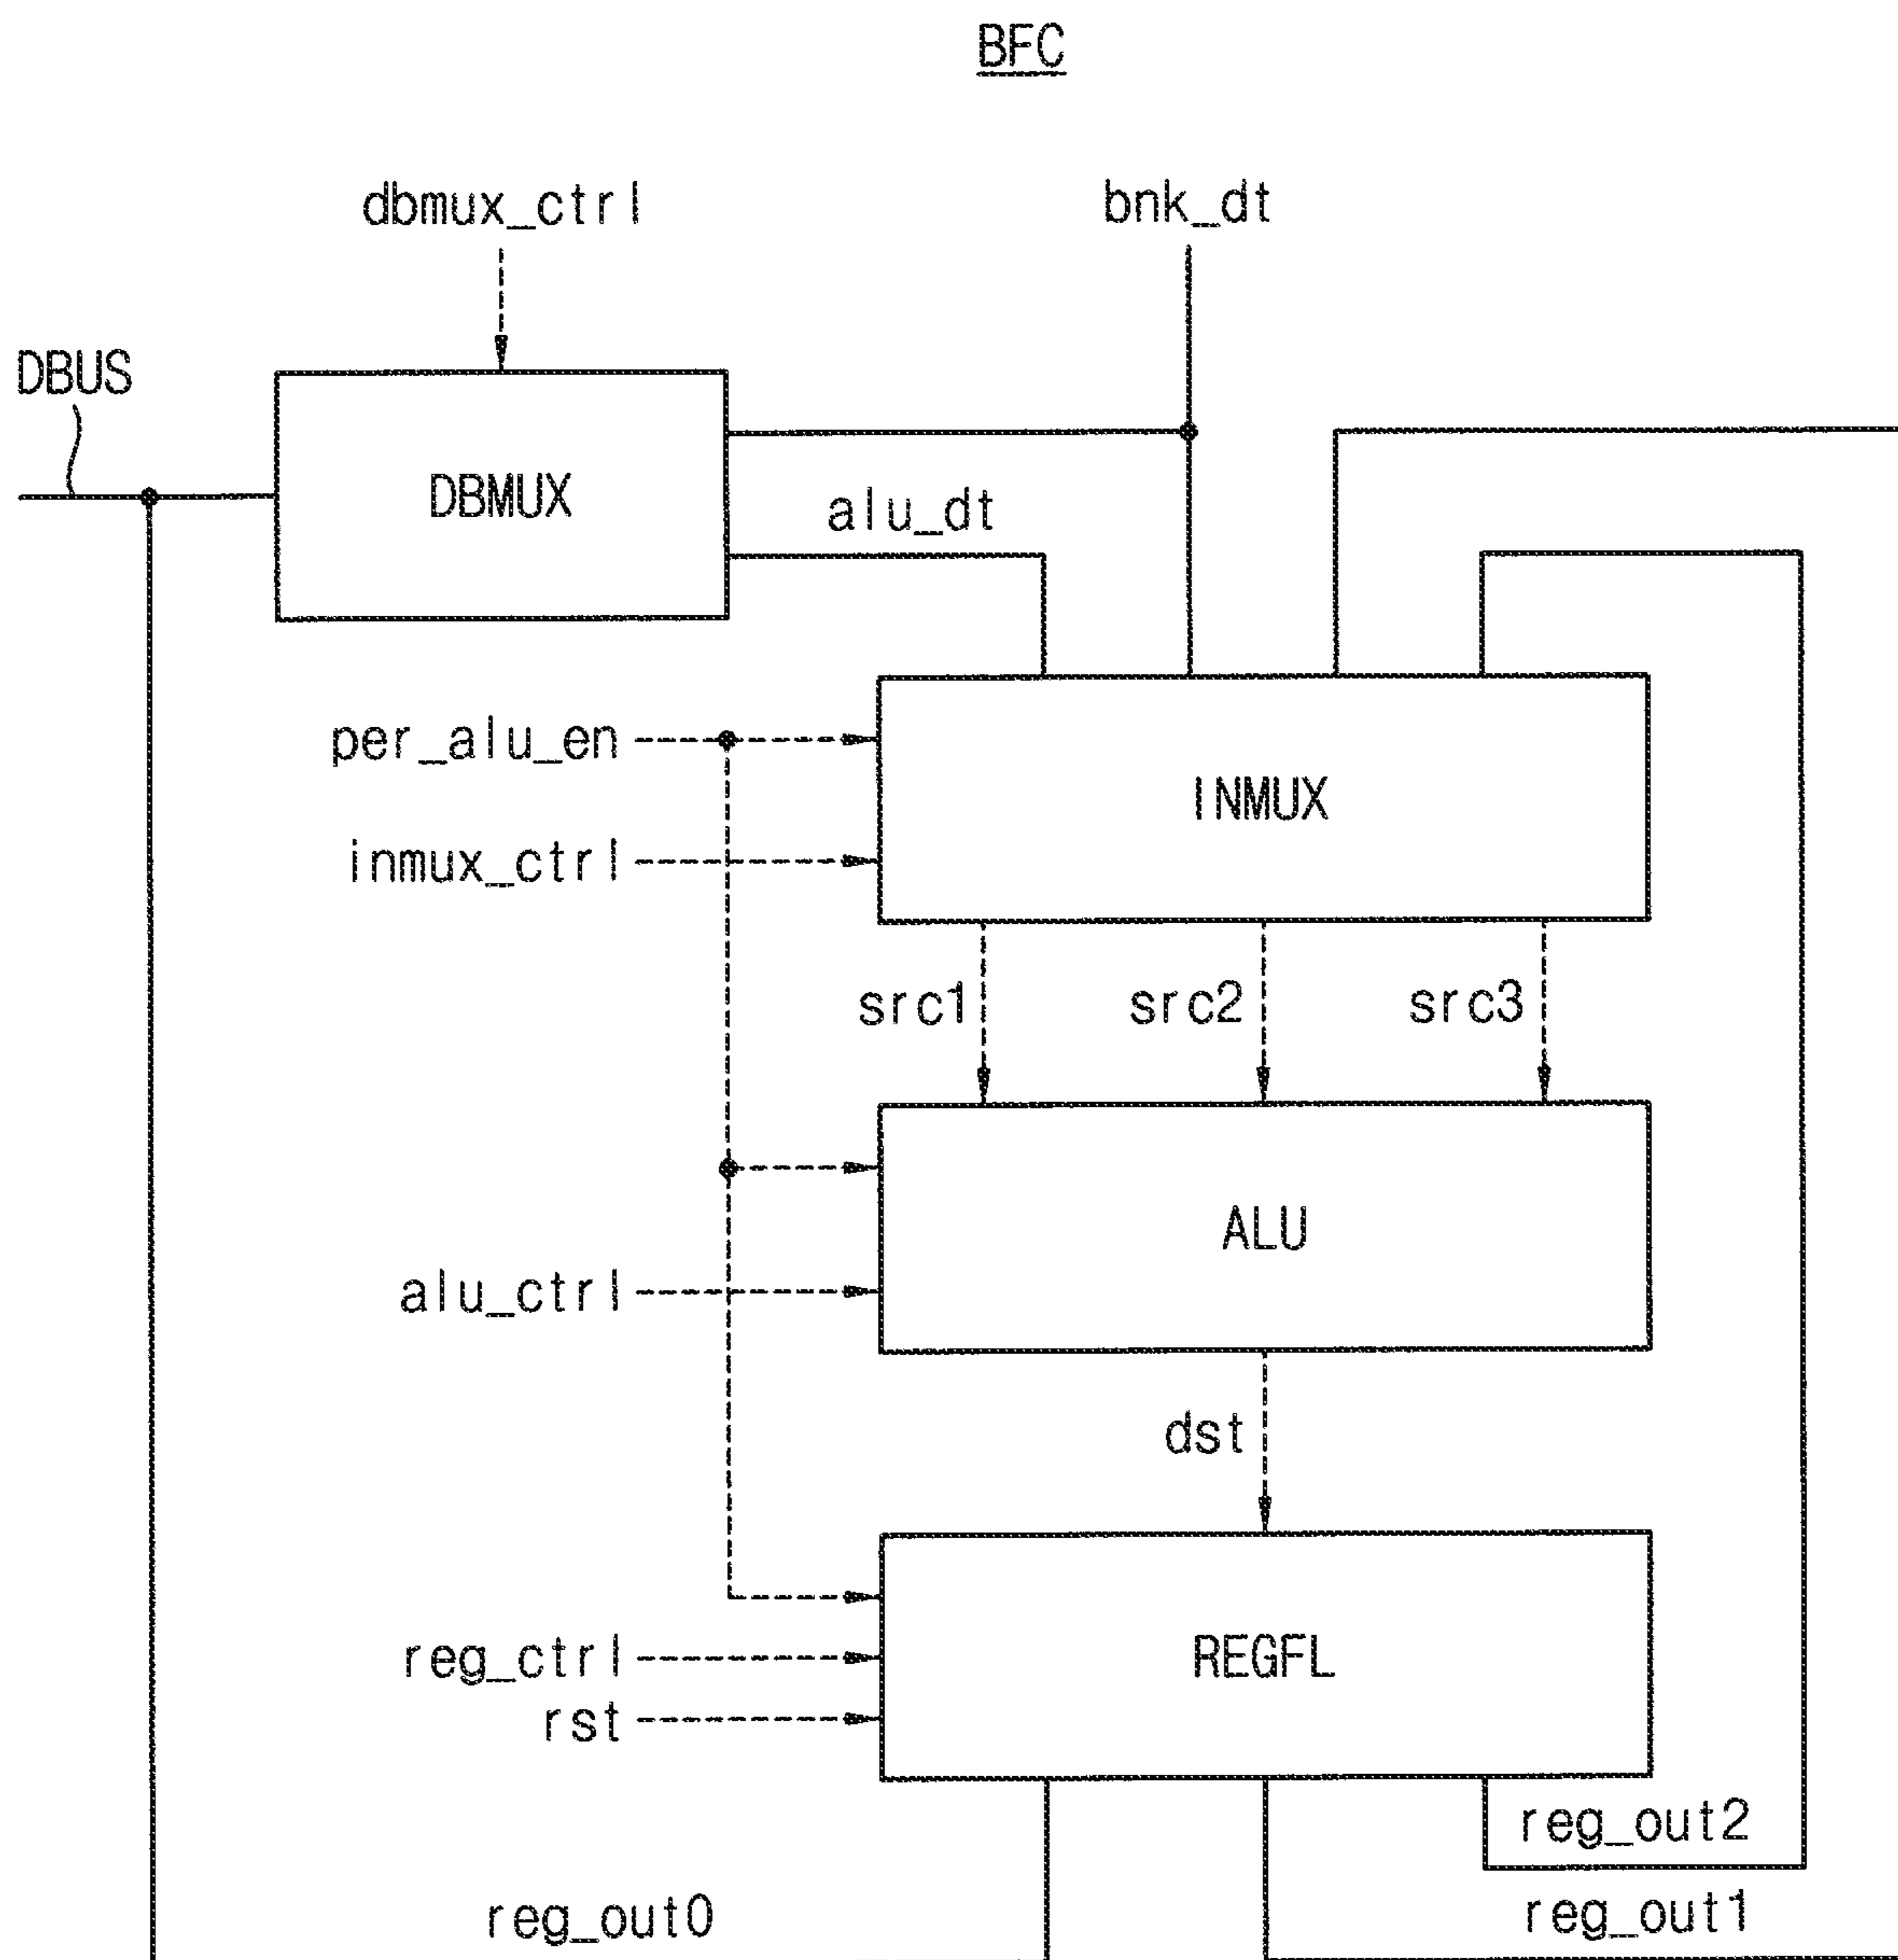 BFC
dbmux_ctrl
bnk_dt
DBUS
DBMUX
alu_dt
per_alu_en
INMUX
inmux_ctrl
src1
src2
src3
ALU
alu_ctrl
dst
reg_ctrl
REGFL
rst
reg_out2
reg_out0
reg_out1